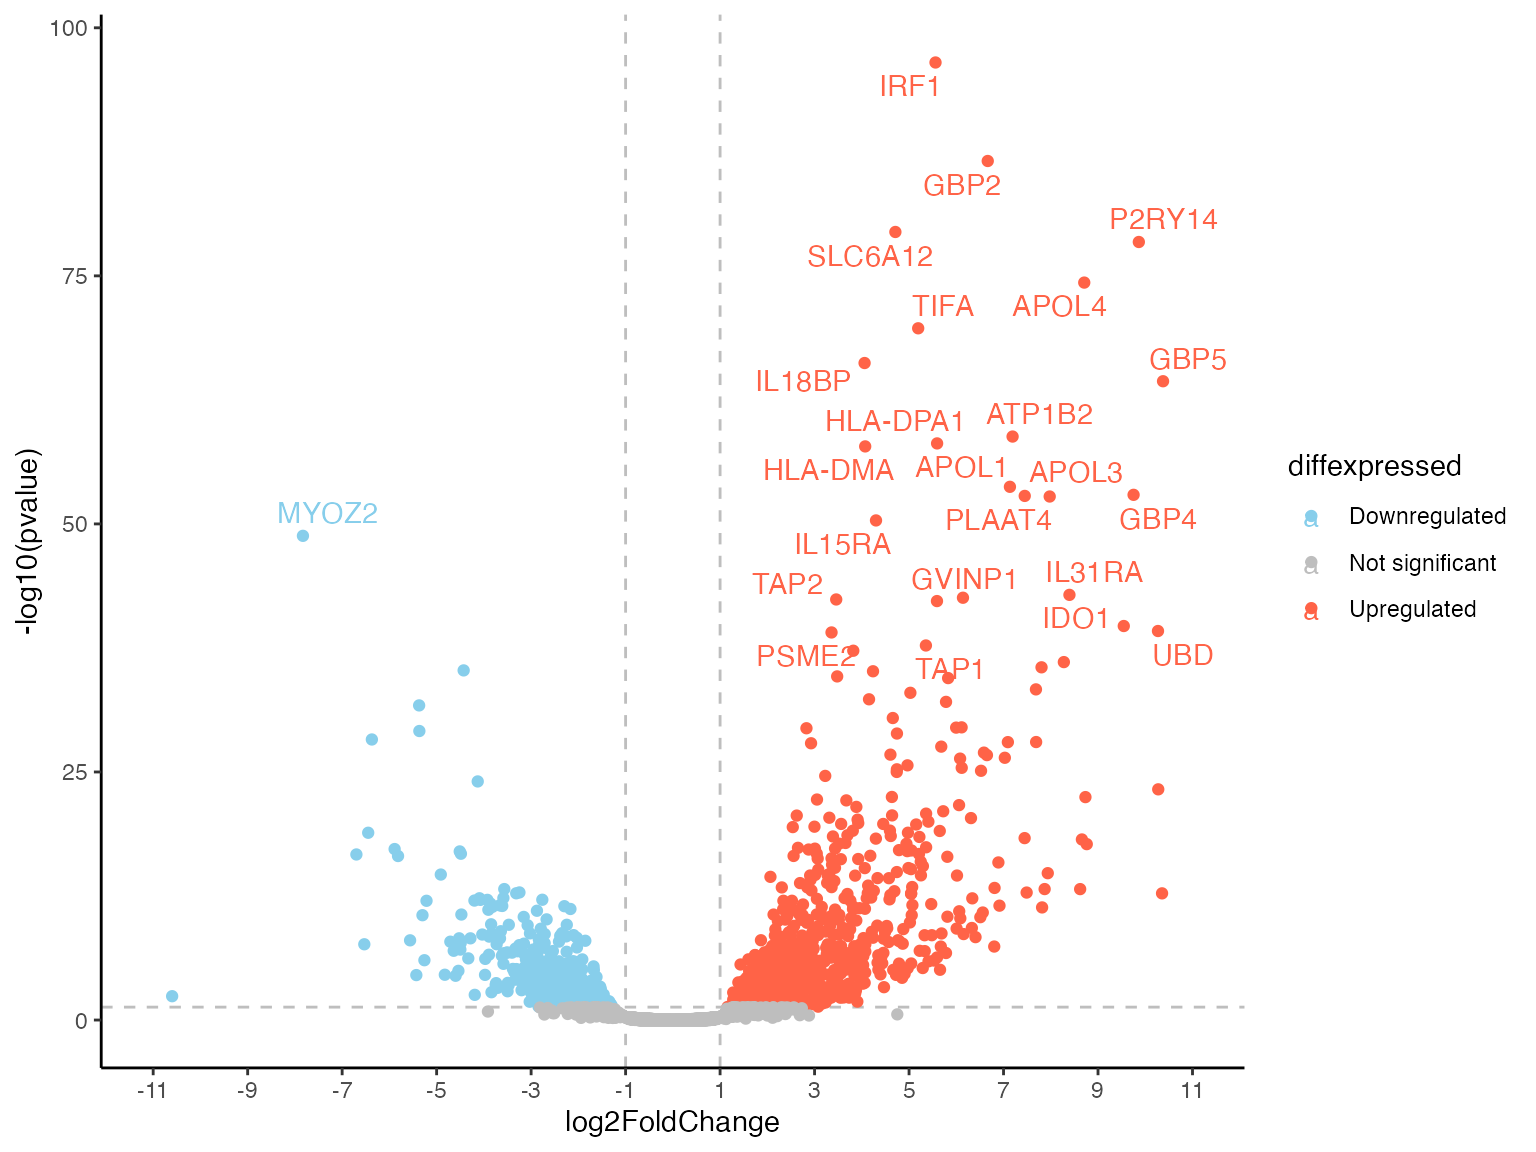 100
75
50
25
0
-log10(pvalue)
IRF1
GBP2
P2RY14
SLC6A12
TIFA
APOL4
GBP5
IL18BP
HLA-DPA1
ATP1B2
HLA-DMA
APOL1
APOL3
MYOZ2
PLAAT4
GBP4
IL15RA
TAP2
GVINP1
IL31RA
IDO1
PSME2
TAP1
UBD
-11
-9
-7
-5
-3
-1
1
3
5
7
9
11
log2FoldChange
diffexpressed
a Downregulated
a Not significant
a Upregulated